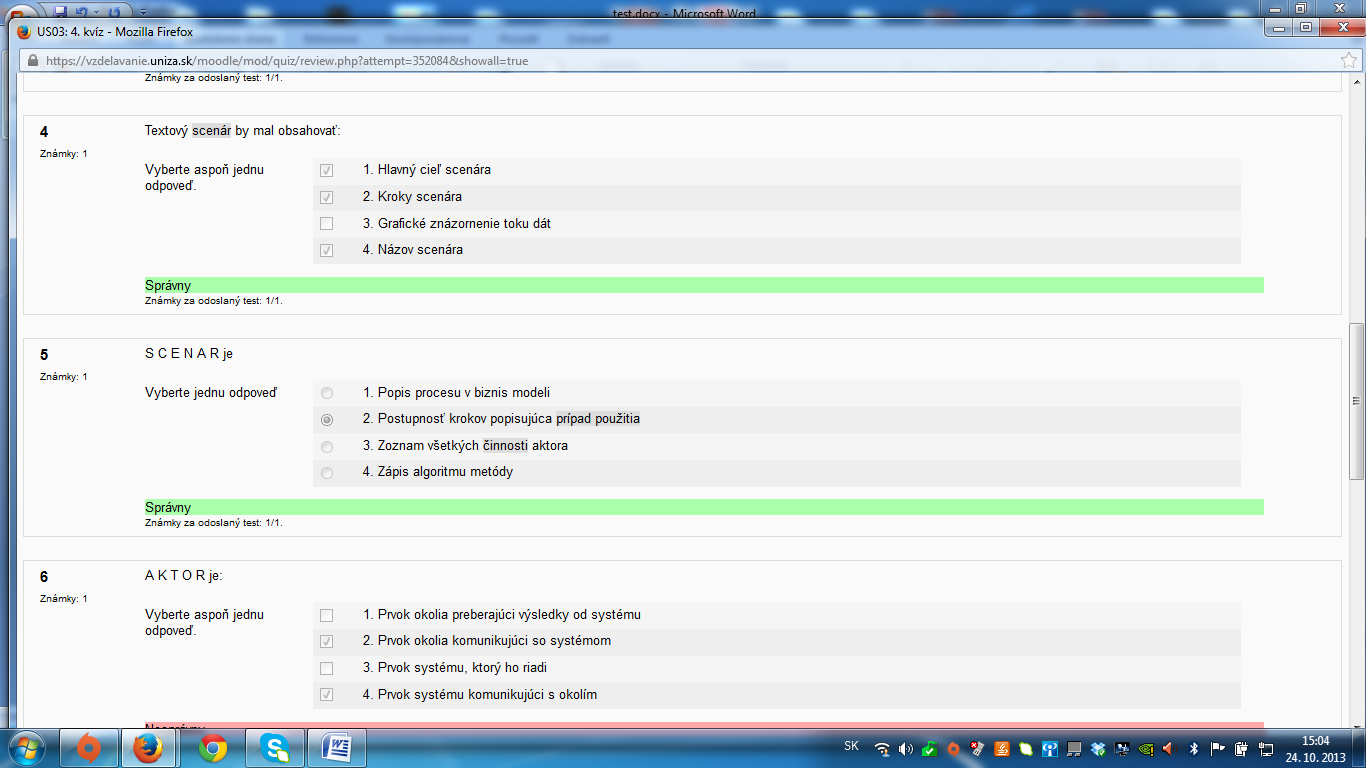 test.docx - Microsoft Word
US03: 4. kvíz - Mozilla Firefox
https://vzdelavanie.uniza.sk/moodle/mod/quiz/review.php?attempt=352084&showall=true
Známky za odoslaný test: 1/1.
4
Známky: 1
Textový scenár by mal obsahovať:
Vyberte aspoň jednu
odpoveď.
1. Hlavný cieľ scenára
2. Kroky scenára
3. Grafické znázornenie toku dát
4. Názov scenára
Správny
Známky za odoslaný test: 1/1.
5
Známky: 1
S C E N A R je
Vyberte jednu odpoveď
1. Popis procesu v biznis modeli
2. Postupnosť krokov popisujúca prípad použitia
3. Zoznam všetkých činnosti aktora
4. Zápis algoritmu metódy
Správny
Známky za odoslaný test: 1/1.
6
Známky: 1
A K T O R je:
Vyberte aspoň jednu
odpoveď.
1. Prvok okolia preberajúci výsledky od systému
2. Prvok okolia komunikujúci so systémom
3. Prvok systému, ktorý ho riadi
4. Prvok systému komunikujúci s okolím
SK
15:04
24. 10. 2013